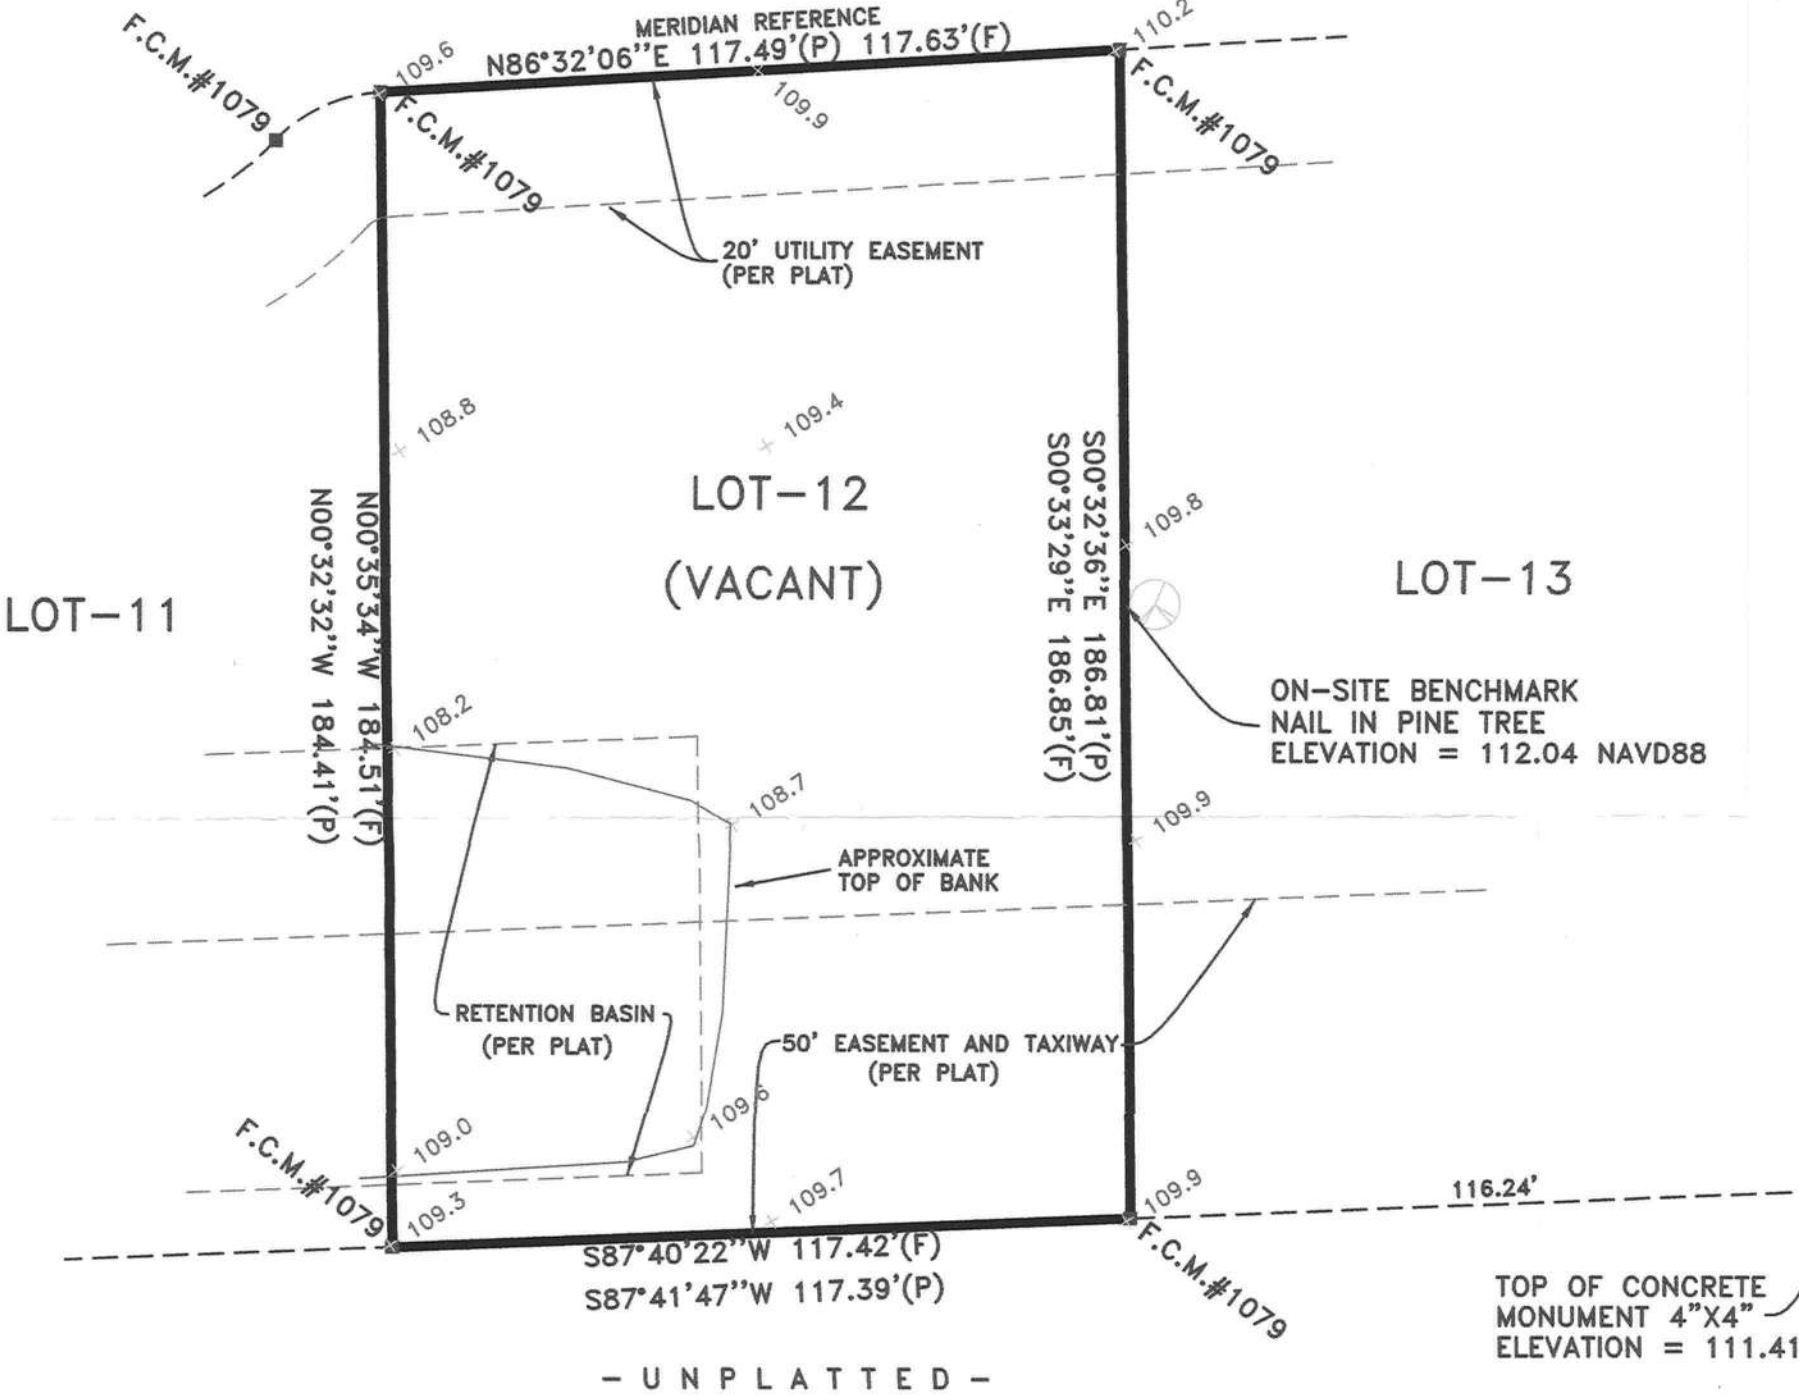 MERIDIAN REFERENCE
N86°32'06"E 117.49'(P) 117.63'(F)
110.2
109.6
F.C.M.#1079
F.C.M.#1079
109.9
F.C.M.#1079
20' UTILITY EASEMENT
(PER PLAT)
108.8
109.4
LOT-12
(VACANT)
S00°32'36"E 186.81'(P)
S00°33'29"E 186.85'(F)
109.8
LOT-13
LOT-11
N00°35'34"W 184.51'(F)
N00°32'32"W 184.41'(P)
ON-SITE BENCHMARK
NAIL IN PINE TREE
ELEVATION = 112.04 NAVD88
108.2
108.7
109.9
APPROXIMATE
TOP OF BANK
RETENTION BASIN
(PER PLAT)
50' EASEMENT AND TAXIWAY
(PER PLAT)
109.6
109.0
F.C.M.#1079
109.3
109.7
109.9
116.24'
S87°40'22"W 117.42'(F)
S87°41'47"W 117.39'(P)
F.C.M.#1079
TOP OF CONCRETE
MONUMENT 4"X4"
ELEVATION = 111.41
-UNPLATTED-